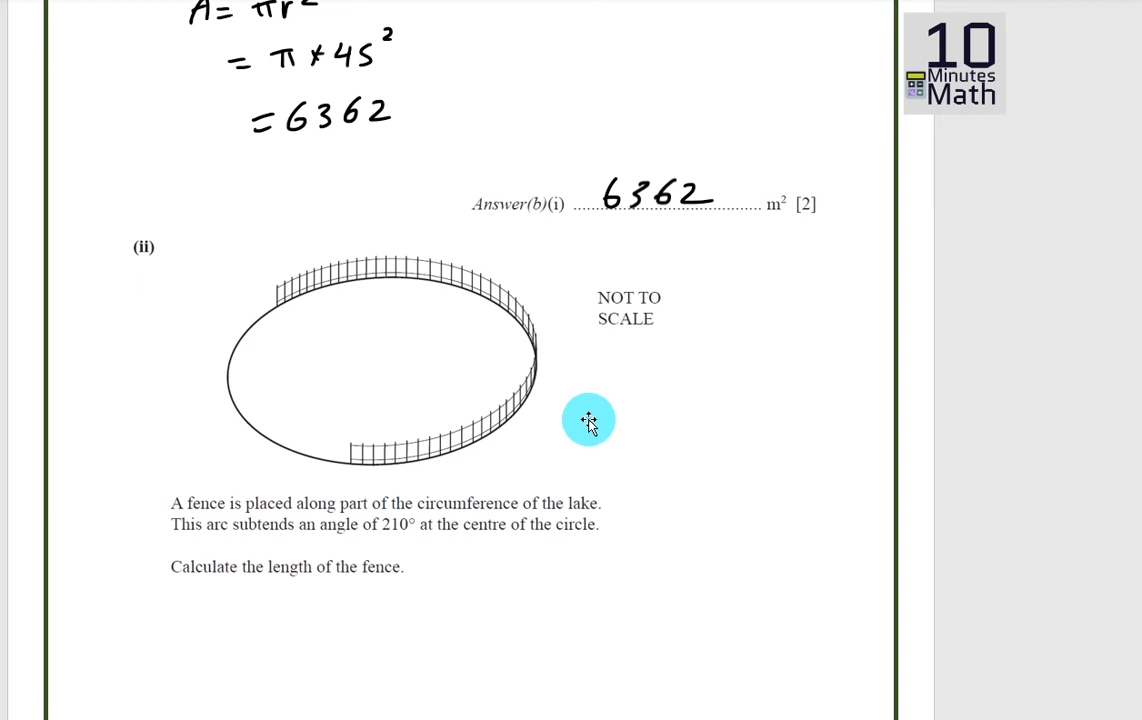 A = πr²
= π * 45²
= 6362
10
Minutes
Math
Answer(b)(i) 6362 m² [2]
(ii)
NOT TO
SCALE
A fence is placed along part of the circumference of the lake.
This arc subtends an angle of 210° at the centre of the circle.
Calculate the length of the fence.